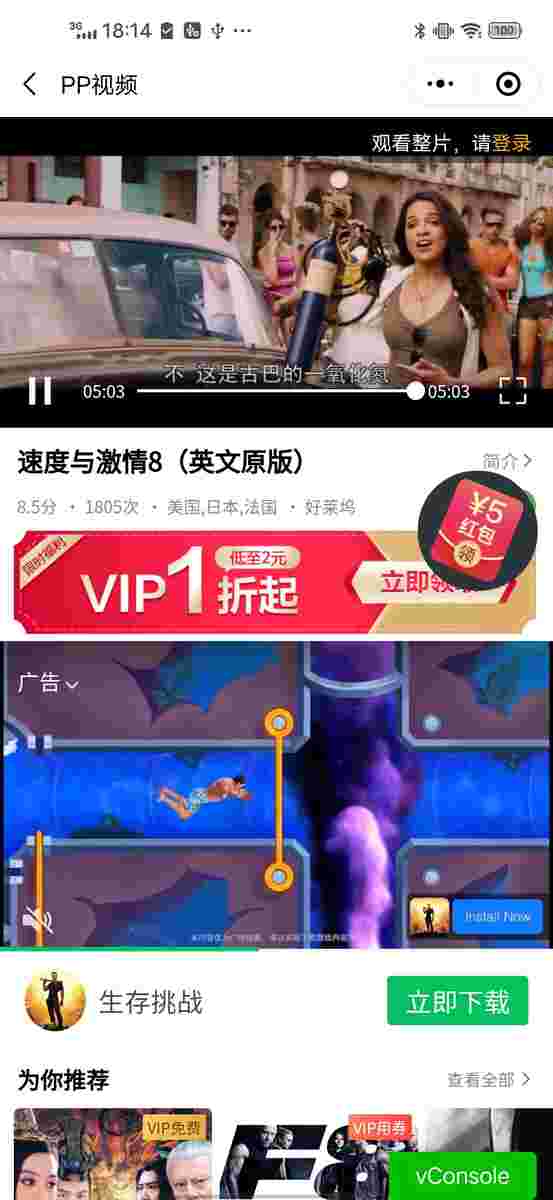 3G 18:14 100
PP视频
观看整片，请登录
不 这是古巴的一氧化氮
05:03 05:03
速度与激情8（英文原版）
简介
8.5分 · 1805次 · 美国,日本,法国 · 好莱坞
¥5
红包
领
限时福利
VIP1折起
低至2元
立即领
广告
Install Now
生存挑战
立即下载
为你推荐
查看全部
VIP免费
VIP用券
F8
vConsole